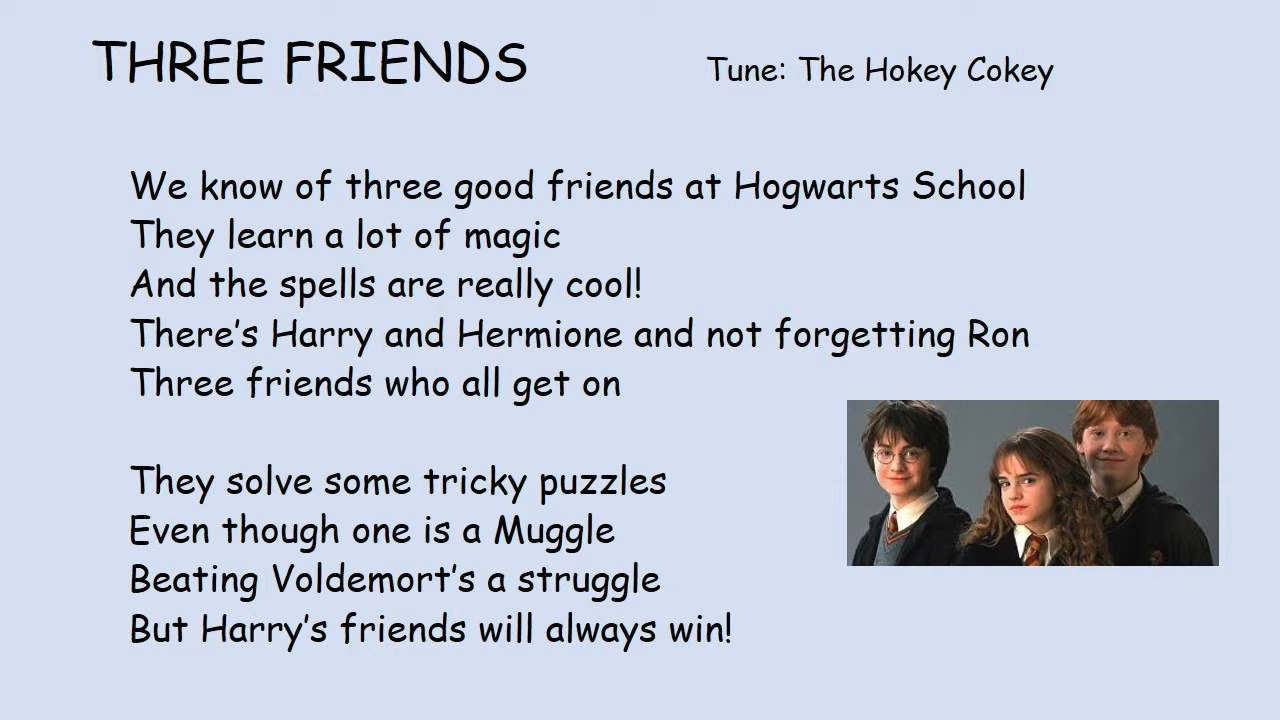 THREE FRIENDS
Tune: The Hokey Cokey
We know of three good friends at Hogwarts School
They learn a lot of magic
And the spells are really cool!
There’s Harry and Hermione and not forgetting Ron
Three friends who all get on
They solve some tricky puzzles
Even though one is a Muggle
Beating Voldemort’s a struggle
But Harry’s friends will always win!